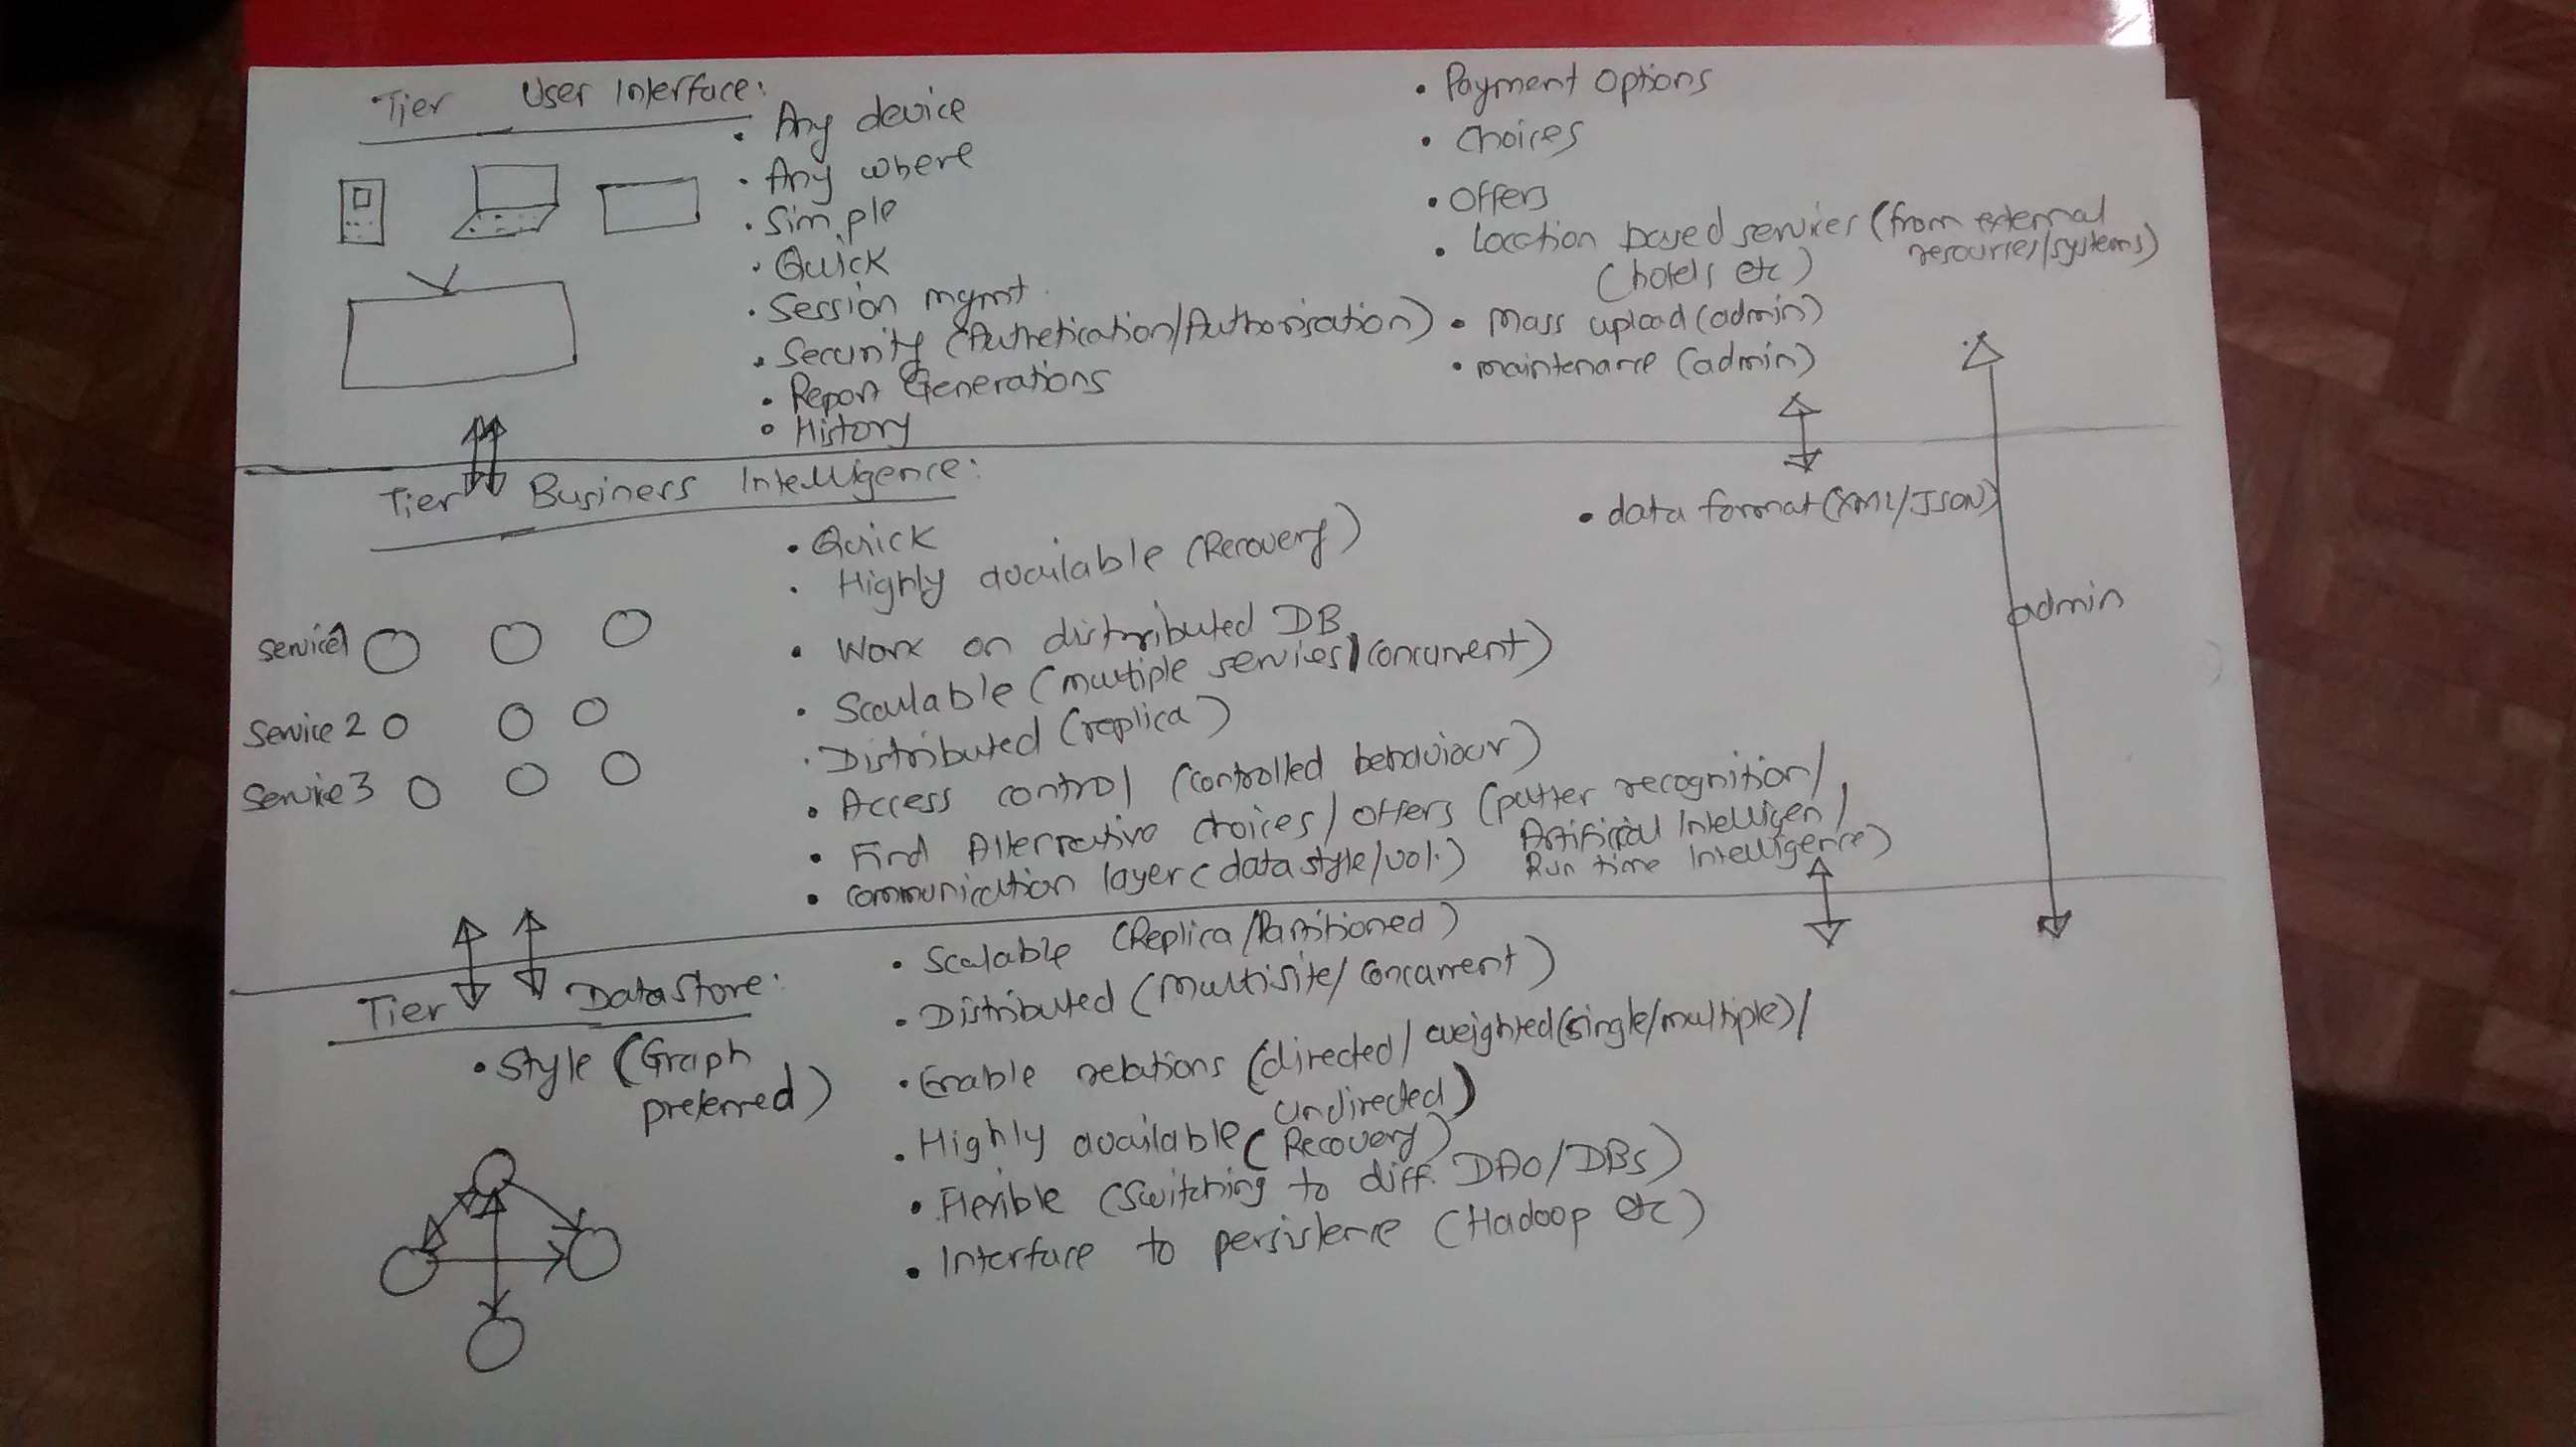 Tier User Interface:
• Any device
• Any where
• Simple
• Quick
• Session mgmt.
• Security (Authetication/Authorisation)
• Report Generations
• History
• Payment Options
• Choices
• Offers
• Location based services (from external
resources/systems)
(hotels etc)
• Mass upload (admin)
• maintenance (admin)
Tier Business Intelligence:
• Quick
• Highly available (Recovery)
• Work on distributed DB
• Scalable (multiple services/concurrent)
• Distributed (replica)
• Access control (controlled behaviour)
• Find Alternative choices/offers (patter recognition/
Artificial Intelligen/
Run time Intelligence)
• Communication layer (data style/vol.)
• data format (XML/JSON)
admin
Service1
Service 2
Service 3
Tier DataStore:
• Style (Graph
preferred)
• Scalable (Replica/Partitioned)
• Distributed (Multisite/Concurrent)
• Enable relations (directed/weighted(single/multiple)/
Undirected)
• Highly available (Recovery)
• Flexible (Switching to diff. DAO/DBs)
• Interface to persistence (Hadoop etc)